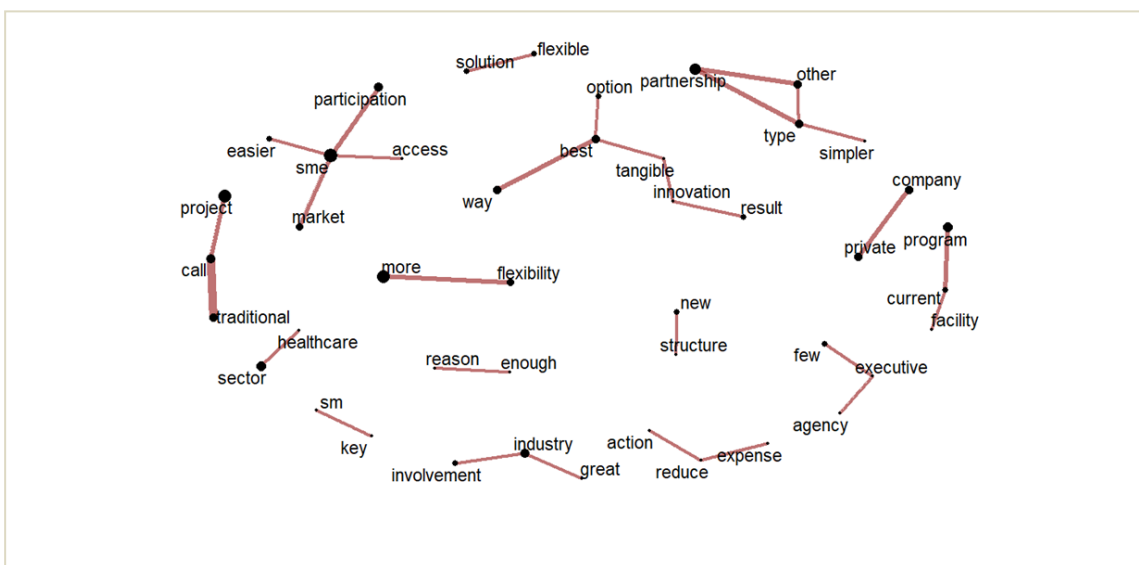 flexible
solution
participation
option
partnership
other
easier
sme
access
best
type
simpler
tangible
way
innovation
result
company
project
market
private
program
call
more
flexibility
current
traditional
new
facility
healthcare
structure
few
sector
reason
enough
executive
sm
key
agency
action
industry
involvement
great
reduce
expense